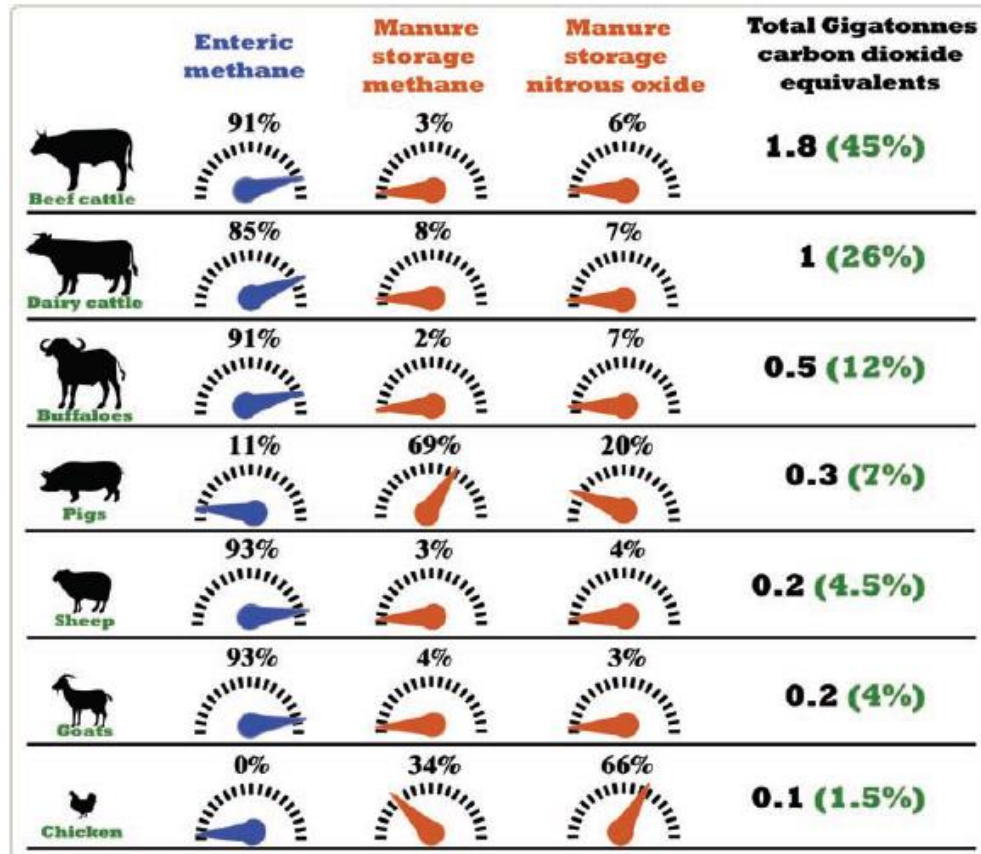 Enteric
methane
Manure
storage
methane
Manure
storage
nitrous oxide
Total Gigatonnes
carbon dioxide
equivalents
91% 3% 6%
1.8 (45%)
Beef cattle
85% 8% 7%
1 (26%)
Dairy cattle
91% 2% 7%
0.5 (12%)
Buffaloes
11% 69% 20%
0.3 (7%)
Pigs
93% 3% 4%
0.2 (4.5%)
Sheep
93% 4% 3%
0.2 (4%)
Goats
0% 34% 66%
0.1 (1.5%)
Chicken